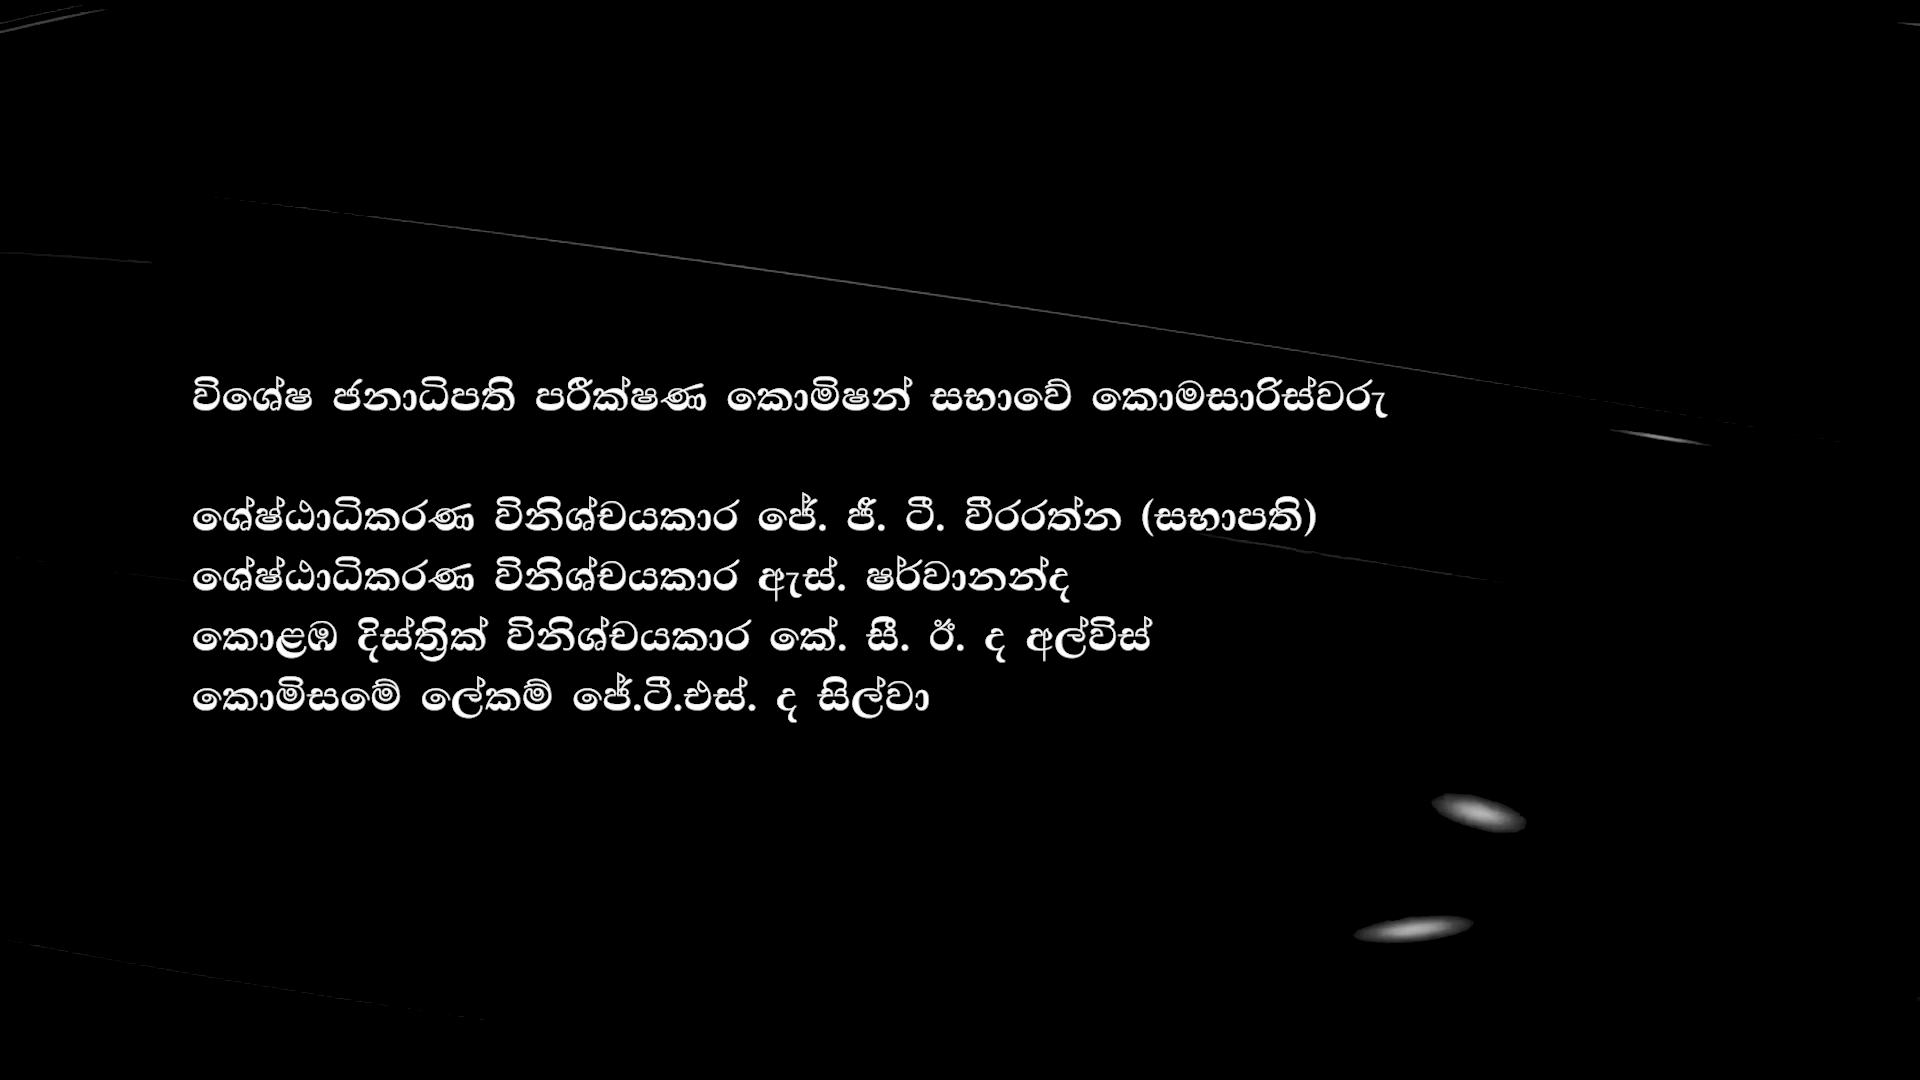 විශේෂ ජනාධිපති පරීක්ෂණ කොමිෂන් සභාවේ කොමසාරිස්වරු
ශේෂ්ඨාධිකරණ විනිශ්චයකාර ජේ. ජී. ටී. වීරරත්න (සභාපති)
ශේෂ්ඨාධිකරණ විනිශ්චයකාර ඇස්. ෂර්වානන්ද
කොළඹ දිස්ත්‍රික් විනිශ්චයකාර කේ. සී. ඊ. ද අල්විස්
කොමිසමේ ලේකම් ජේ.ටී.එස්. ද සිල්වා